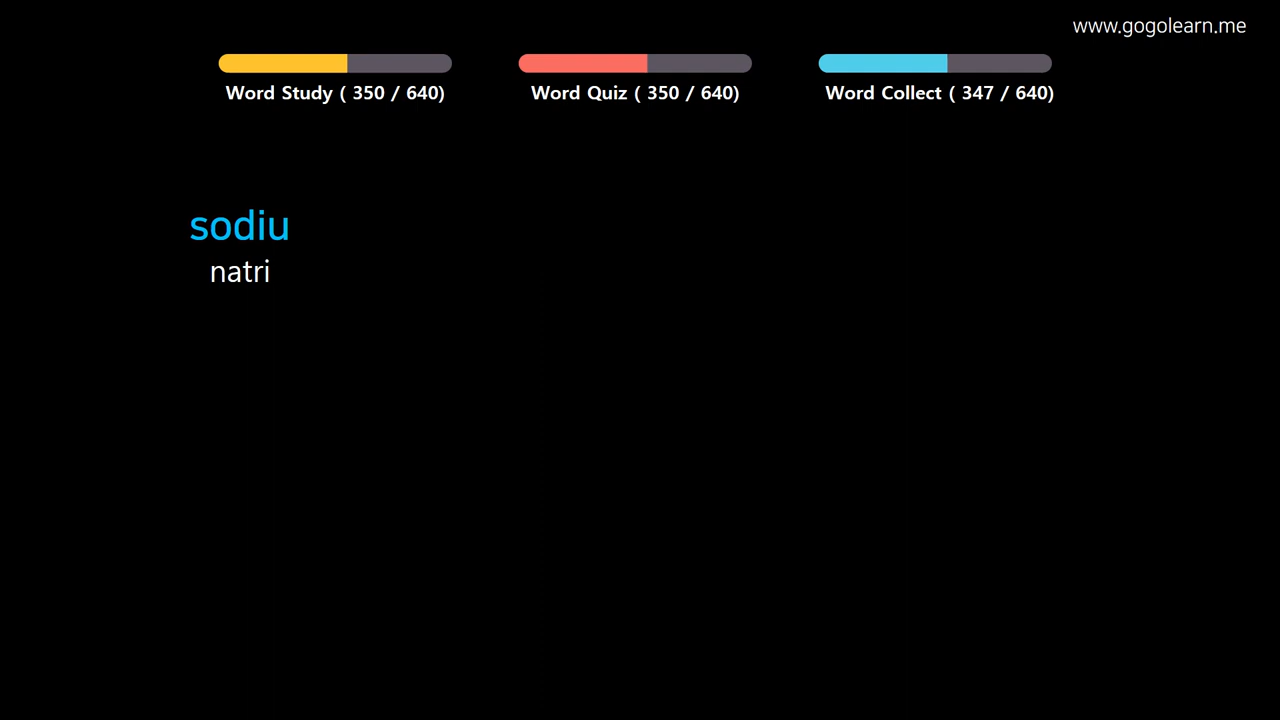 www.gogolearn.me
Word Study ( 350 / 640)
Word Quiz ( 350 / 640)
Word Collect ( 347 / 640)
sodiu
natri